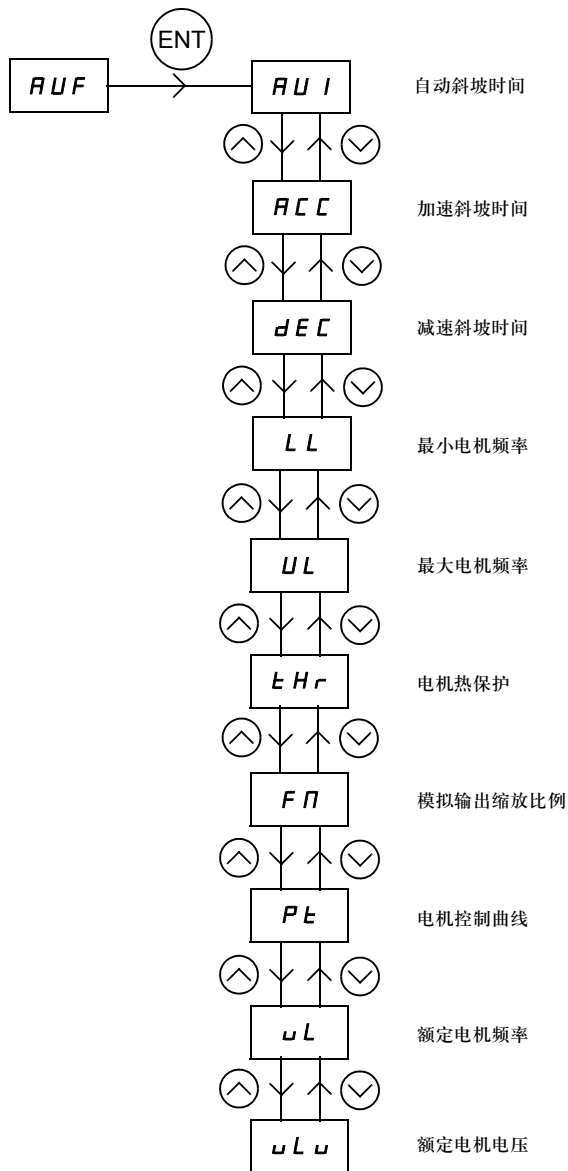 ENT
AUF
AU1 自动斜坡时间
ACC 加速斜坡时间
dEC 减速斜坡时间
LL 最小电机频率
UL 最大电机频率
tHr 电机热保护
FM 模拟输出缩放比例
Pt 电机控制曲线
uL 额定电机频率
uLu 额定电机电压